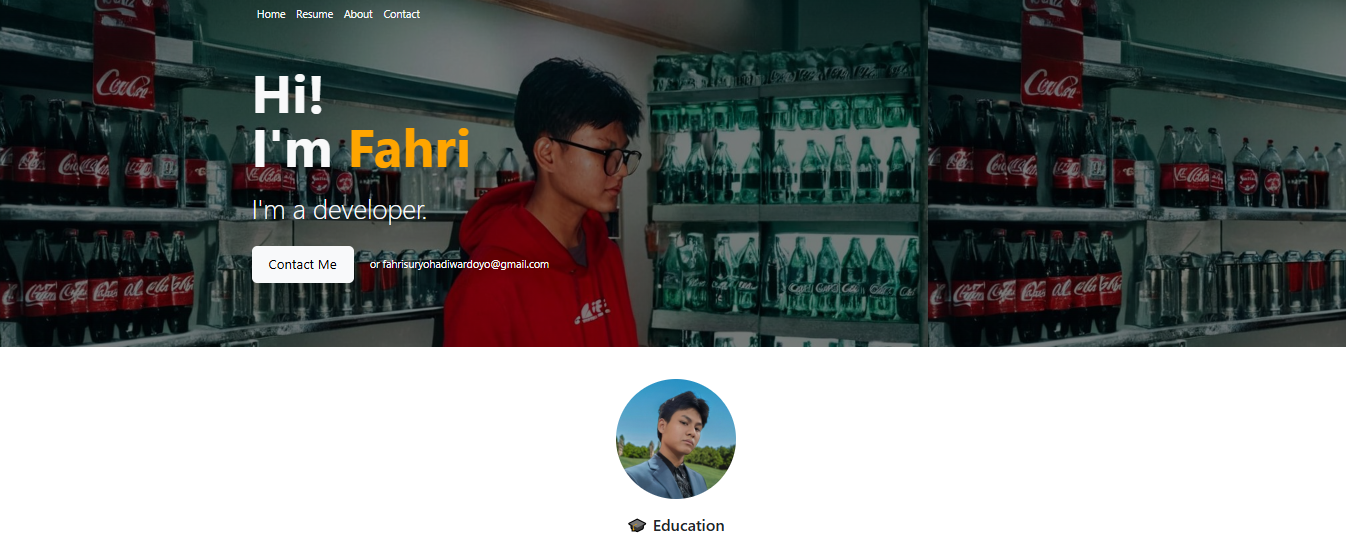 Home Resume About Contact
Hi!
I'm Fahri
I'm a developer.
Contact Me or fahrisuryohadiwardoyo@gmail.com
🎓 Education